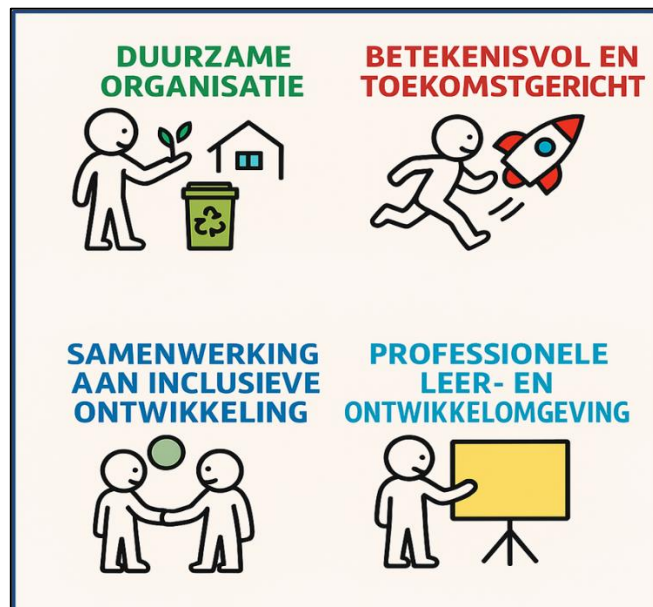 DUURZAME
ORGANISATIE
BETEKENISVOL EN
TOEKOMSTGERICHT
SAMENWERKING
AAN INCLUSIEVE
ONTWIKKELING
PROFESSIONELE
LEER- EN
ONTWIKKELOMGEVING